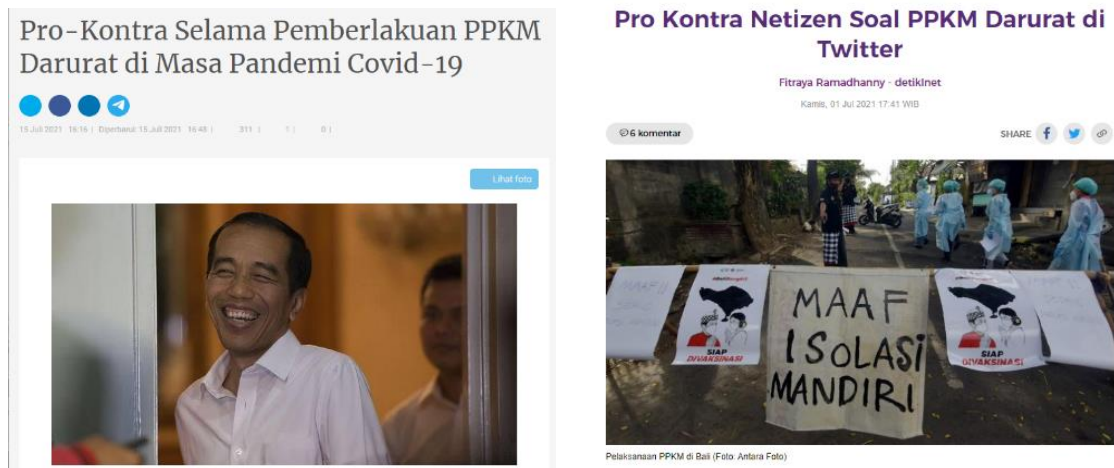 Pro-Kontra Selama Pemberlakuan PPKM
Darurat di Masa Pandemi Covid-19
15 Juli 2021 16:16 | Diperbarui: 15 Juli 2021 16:48 | 311 | 1 | 0 |
Lihat foto
Pro Kontra Netizen Soal PPKM Darurat di
Twitter
Fitraya Ramadhanny - detikInet
Kamis, 01 Jul 2021 17:41 WIB
6 komentar
SHARE
MAAF
ISOLASI
MANDIRI
SIAP
DIVAKSINASI
SIAP
DIVAKSINASI
Pelaksanaan PPKM di Bali (Foto: Antara Foto)